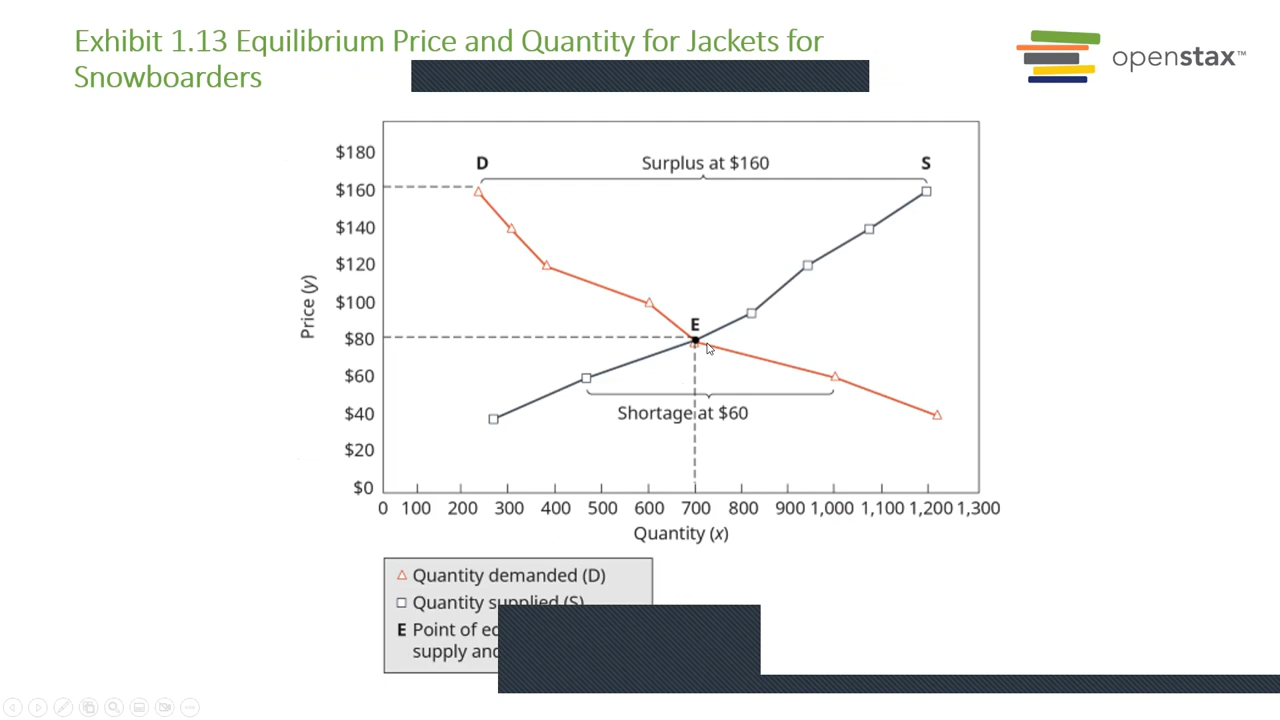 Exhibit 1.13 Equilibrium Price and Quantity for Jackets for
Snowboarders
openstax™
$180
D
Surplus at $160
S
$160
$140
$120
$100
E
$80
$60
$40
Shortage at $60
$20
$0
Price (y)
0 100 200 300 400 500 600 700 800 900 1,000 1,100 1,200 1,300
Quantity (x)
Quantity demanded (D)
Quantity supplied (S)
E Point of
supply and